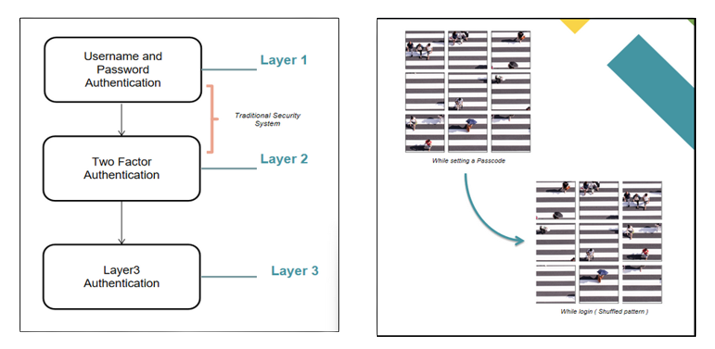 Username and
Password
Authentication
Layer 1
Traditional Security
System
Two Factor
Authentication
Layer 2
Layer3
Authentication
Layer 3
While setting a Passcode
While login ( Shuffled pattern )